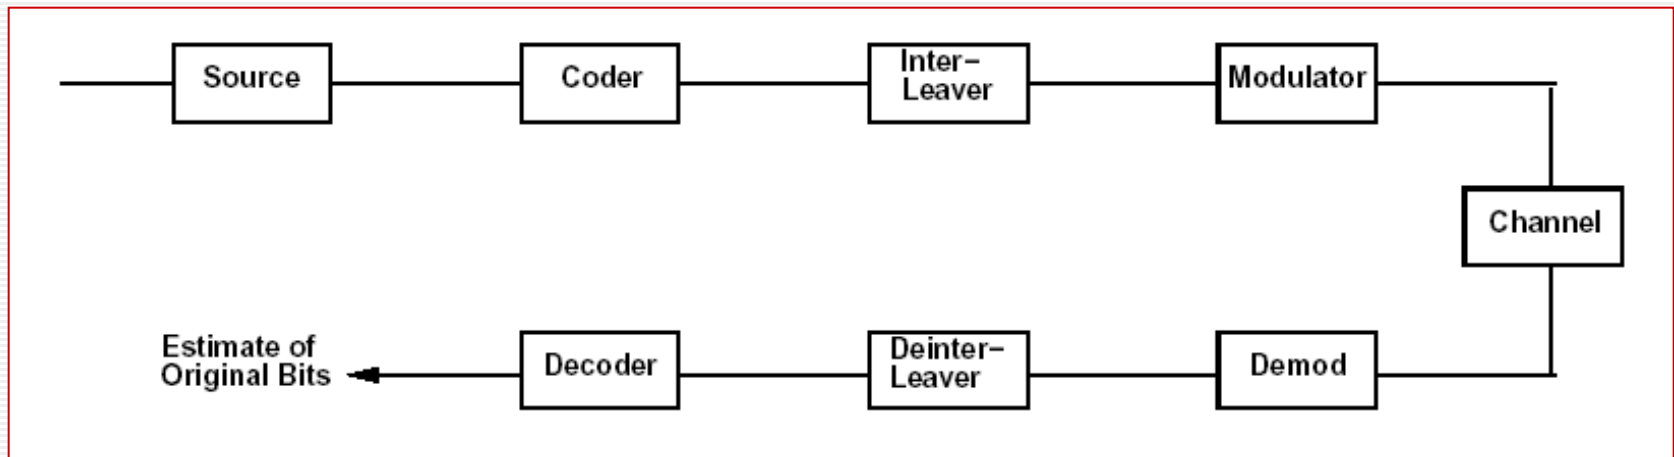 Source
Coder
Inter–
Leaver
Modulator
Channel
Estimate of
Original Bits
Decoder
Deinter–
Leaver
Demod